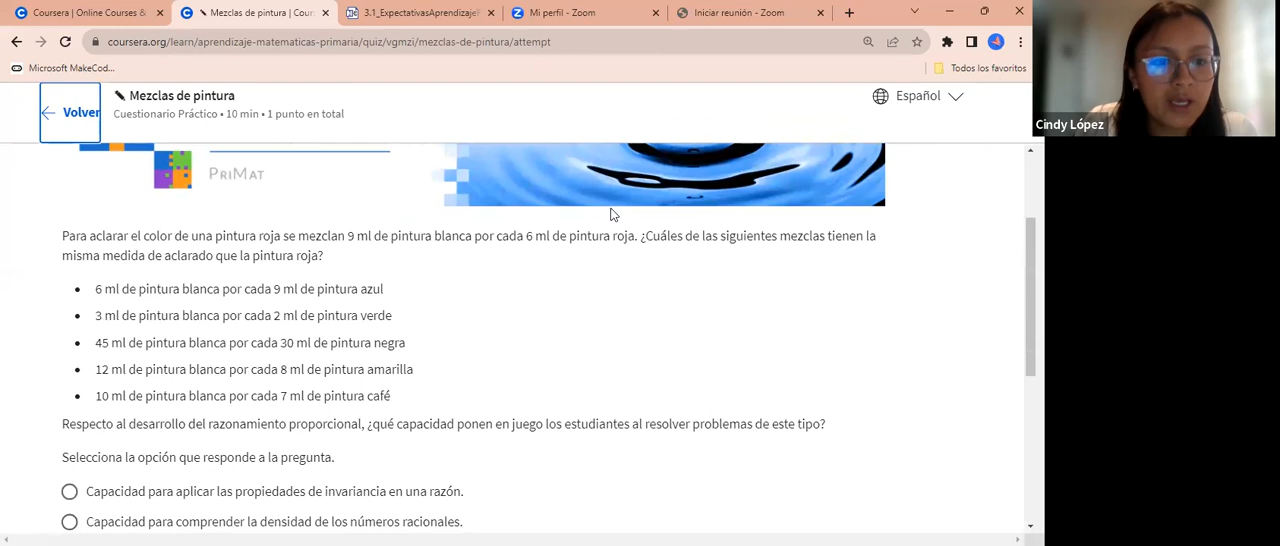 Coursera | Online Courses &
Mezclas de pintura | Cour
3.1_ExpectativasAprendizaje
Mi perfil - Zoom
Iniciar reunión - Zoom
coursera.org/learn/aprendizaje-matematicas-primaria/quiz/vgmzi/mezclas-de-pintura/attempt
Microsoft MakeCod...
Todos los favoritos
Volver
Mezclas de pintura
Cuestionario Práctico • 10 min • 1 punto en total
Español
Cindy López
PRIMAT
Para aclarar el color de una pintura roja se mezclan 9 ml de pintura blanca por cada 6 ml de pintura roja. ¿Cuáles de las siguientes mezclas tienen la
misma medida de aclarado que la pintura roja?
• 6 ml de pintura blanca por cada 9 ml de pintura azul
• 3 ml de pintura blanca por cada 2 ml de pintura verde
• 45 ml de pintura blanca por cada 30 ml de pintura negra
• 12 ml de pintura blanca por cada 8 ml de pintura amarilla
• 10 ml de pintura blanca por cada 7 ml de pintura café
Respecto al desarrollo del razonamiento proporcional, ¿qué capacidad ponen en juego los estudiantes al resolver problemas de este tipo?
Selecciona la opción que responde a la pregunta.
Capacidad para aplicar las propiedades de invariancia en una razón.
Capacidad para comprender la densidad de los números racionales.